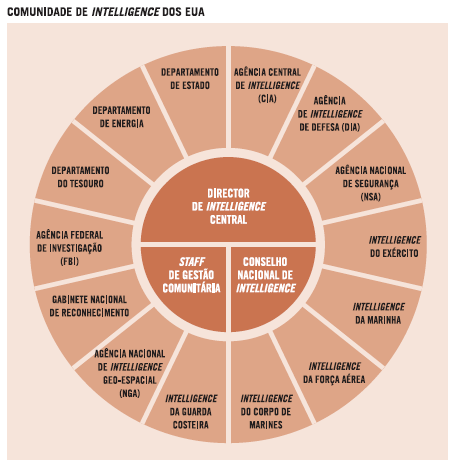 COMUNIDADE DE INTELLIGENCE DOS EUA
DEPARTAMENTO
DE ESTADO
AGÊNCIA CENTRAL
DE INTELLIGENCE
(CIA)
AGÊNCIA
DE INTELLIGENCE
DE DEFESA (DIA)
AGÊNCIA NACIONAL
DE SEGURANÇA
(NSA)
INTELLIGENCE
DO EXÉRCITO
INTELLIGENCE
DA MARINHA
INTELLIGENCE
DA FORÇA AÉREA
INTELLIGENCE
DO CORPO DE
MARINES
INTELLIGENCE
DA GUARDA
COSTEIRA
AGÊNCIA NACIONAL
DE INTELLIGENCE
GEO-ESPACIAL
(NGA)
GABINETE NACIONAL
DE RECONHECIMENTO
AGÊNCIA FEDERAL
DE INVESTIGAÇÃO
(FBI)
DEPARTAMENTO
DO TESOURO
DEPARTAMENTO
DE ENERGIA
DIRECTOR
DE INTELLIGENCE
CENTRAL
STAFF
DE GESTÃO
COMUNITÁRIA
CONSELHO
NACIONAL DE
INTELLIGENCE